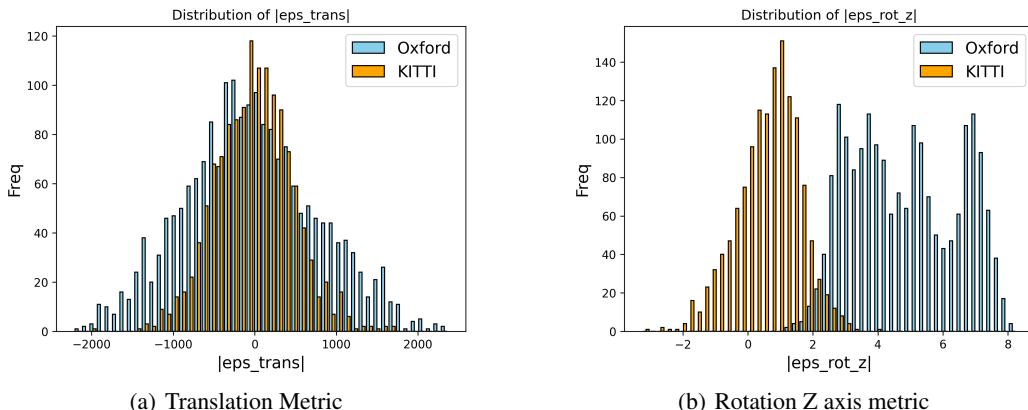 Distribution of |eps_trans|
120
100
80
60
40
20
0
Freq
Oxford
KITTI
−2000 −1000 0 1000 2000
|eps_trans|
(a) Translation Metric
Distribution of |eps_rot_z|
140
120
100
80
60
40
20
0
Freq
Oxford
KITTI
−2 0 2 4 6 8
|eps_rot_z|
(b) Rotation Z axis metric